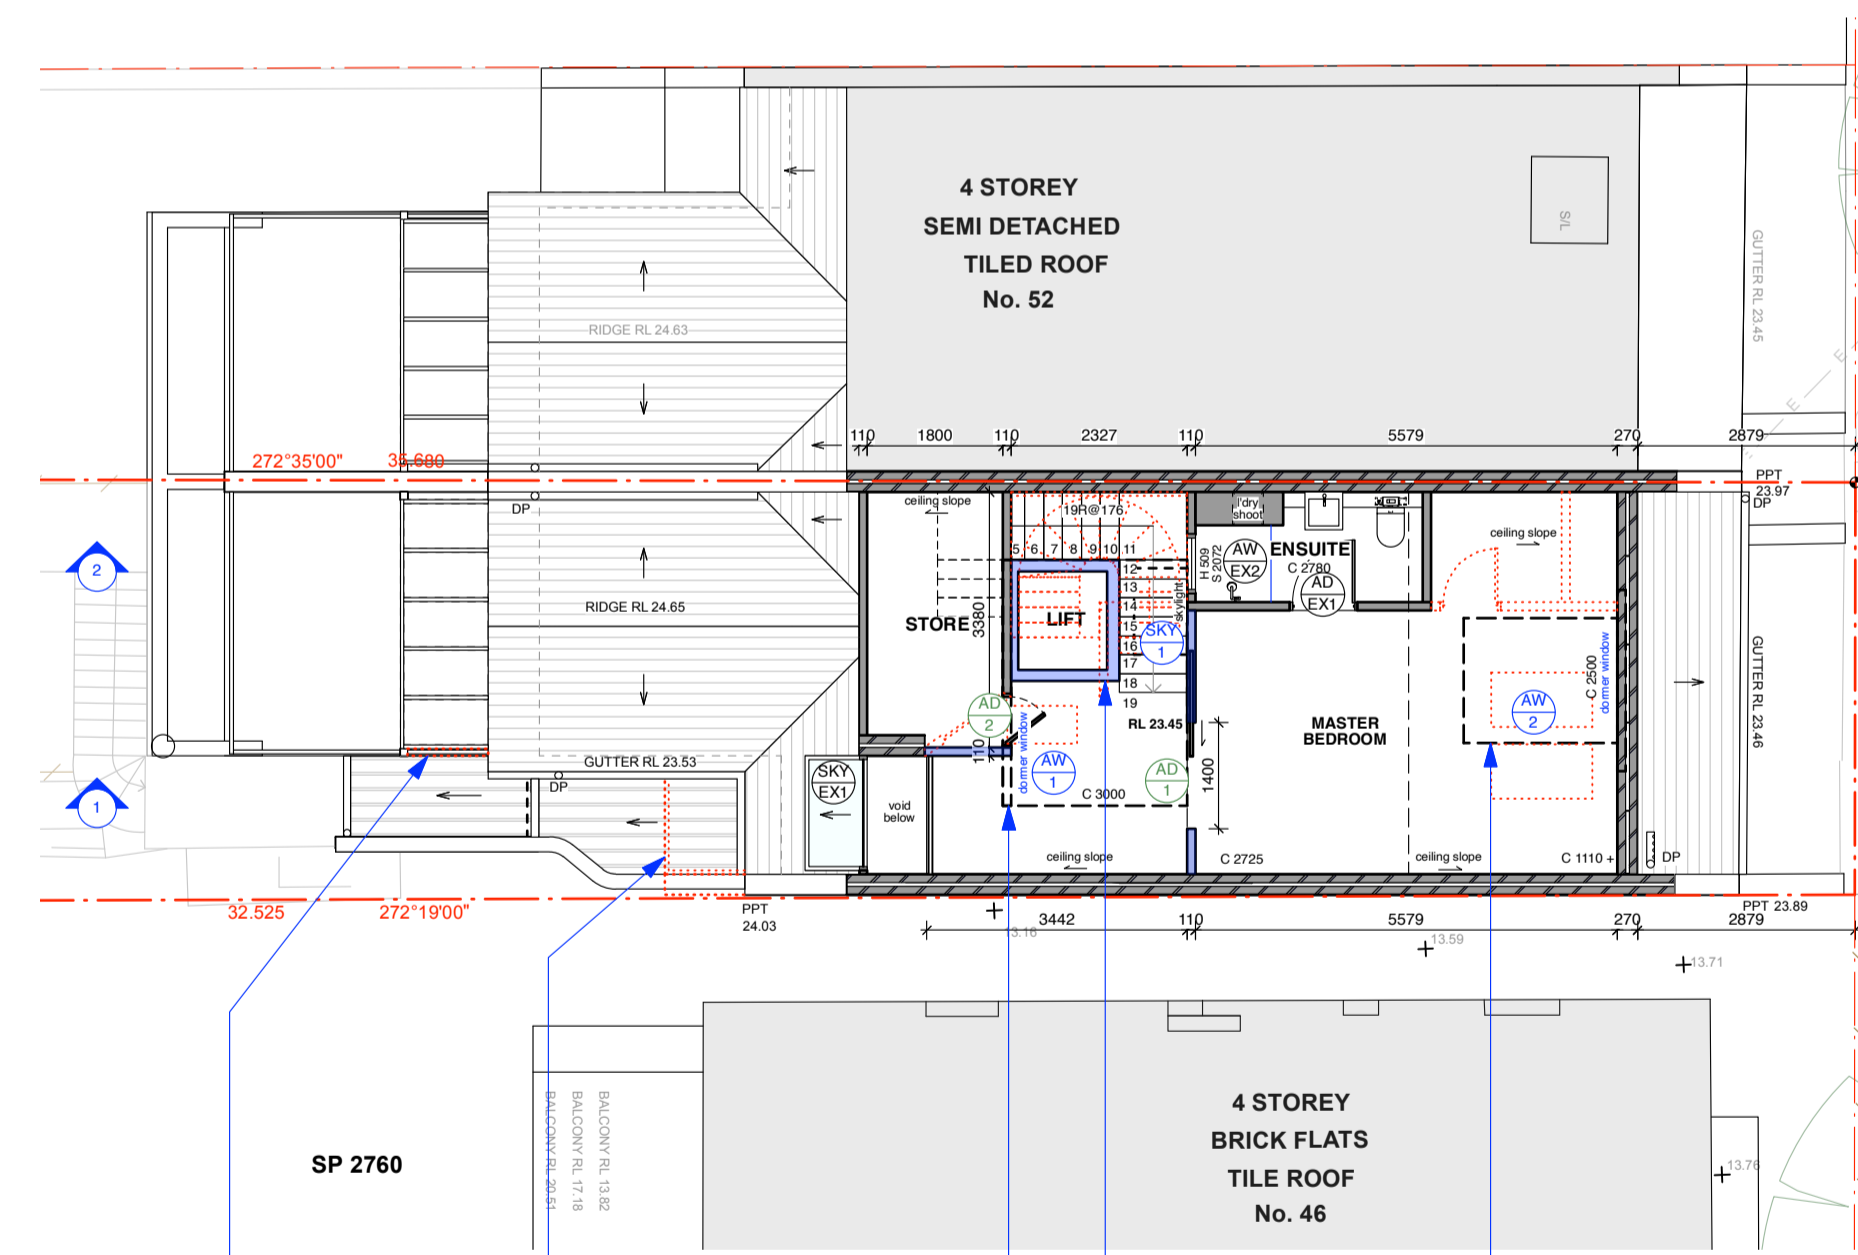 4 STOREY
SEMI DETACHED
TILED ROOF
No. 52
S/L
GUTTER RL 23.45
E
E
RIDGE RL 24.63
272°35'00"
35.680
110
1800
110
2327
110
5579
270
2879
PPT
23.97
DP
DP
ceiling slope
19R@176
5
6
7
8
9
10
11
12
13
14
15
16
17
18
19
l'dry
shoot
H 509
S 2072
AW
EX2
ENSUITE
C 2780
AD
EX1
ceiling slope
2
RIDGE RL 24.65
STORE
3380
LIFT
skylight
SKY
1
AD
2
dormer window
RL 23.45
MASTER
BEDROOM
C 2500
dormer window
AW
2
GUTTER RL 23.46
110
AW
1
AD
1
1400
C 3000
GUTTER RL 23.53
DP
SKY
EX1
void
below
1
ceiling slope
C 2725
ceiling slope
C 1110 +
DP
32.525
272°19'00"
PPT
24.03
3442
110
5579
270
2879
PPT 23.89
13.16
13.59
13.71
SP 2760
BALCONY RL 20.51
BALCONY RL 17.18
BALCONY RL 13.82
4 STOREY
BRICK FLATS
TILE ROOF
No. 46
13.76